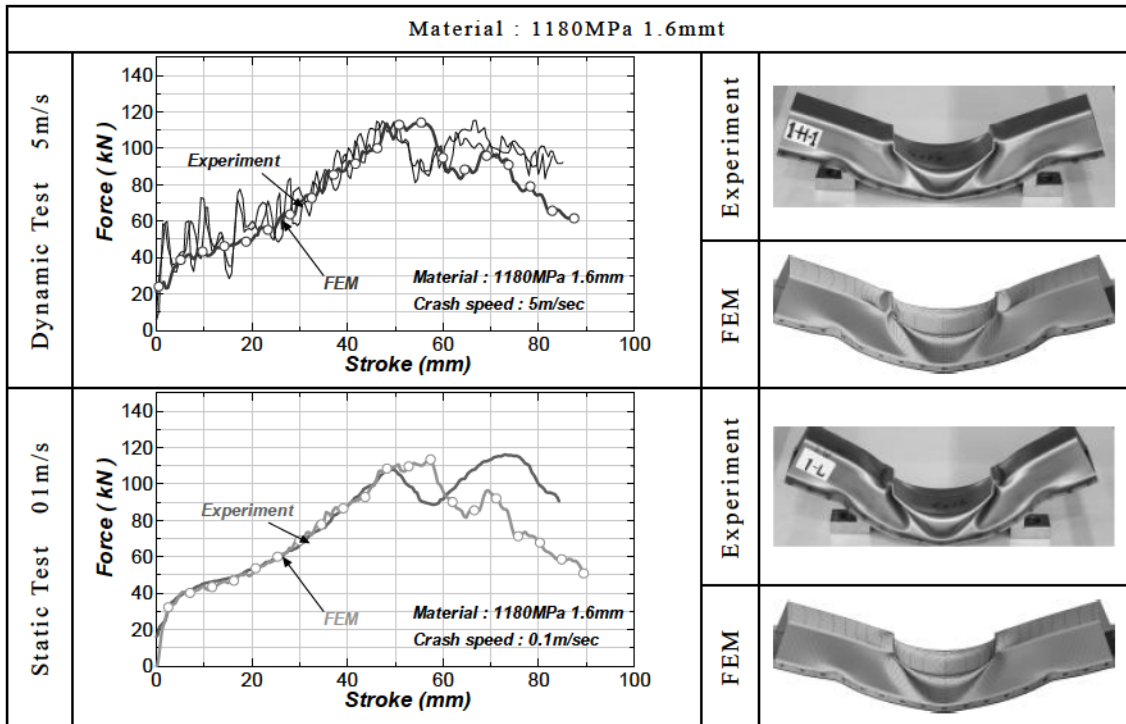 Material : 1180MPa 1.6mmt
Dynamic Test 5m/s
Force ( kN )
140
120
100
80
60
40
20
0
Experiment
FEM
Material : 1180MPa 1.6mm
Crash speed : 5m/sec
0 20 40 60 80 100
Stroke (mm)
Experiment
1-H-1
FEM
Static Test 01m/s
Force ( kN )
140
120
100
80
60
40
20
0
Experiment
FEM
Material : 1180MPa 1.6mm
Crash speed : 0.1m/sec
0 20 40 60 80 100
Stroke (mm)
Experiment
1-L
FEM